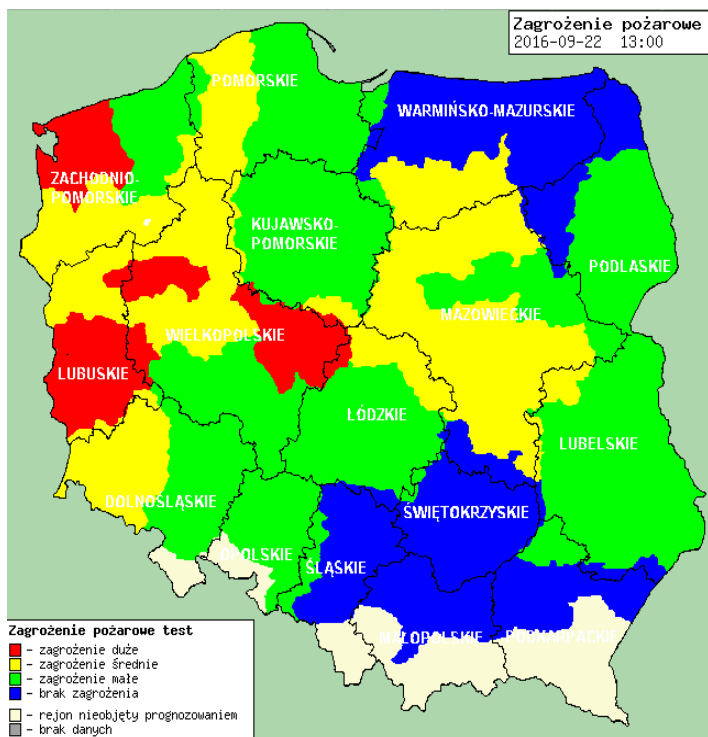 Zagrożenie pożarowe
2016-09-22 13:00
POMORSKIE
WARMIŃSKO-MAZURSKIE
ZACHODNIO-
POMORSKIE
KUJAWSKO-
POMORSKIE
PODLASKIE
MAZOWIECKIE
WIELKOPOLSKIE
LUBUSKIE
ŁÓDZKIE
LUBELSKIE
DOLNOŚLĄSKIE
ŚWIĘTOKRZYSKIE
OPOLSKIE
ŚLĄSKIE
MAŁOPOLSKIE
PODKARPACKIE
Zagrożenie pożarowe test
- zagrożenie duże
- zagrożenie średnie
- zagrożenie małe
- brak zagrożenia
- rejon nieobjęty prognozowaniem
- brak danych